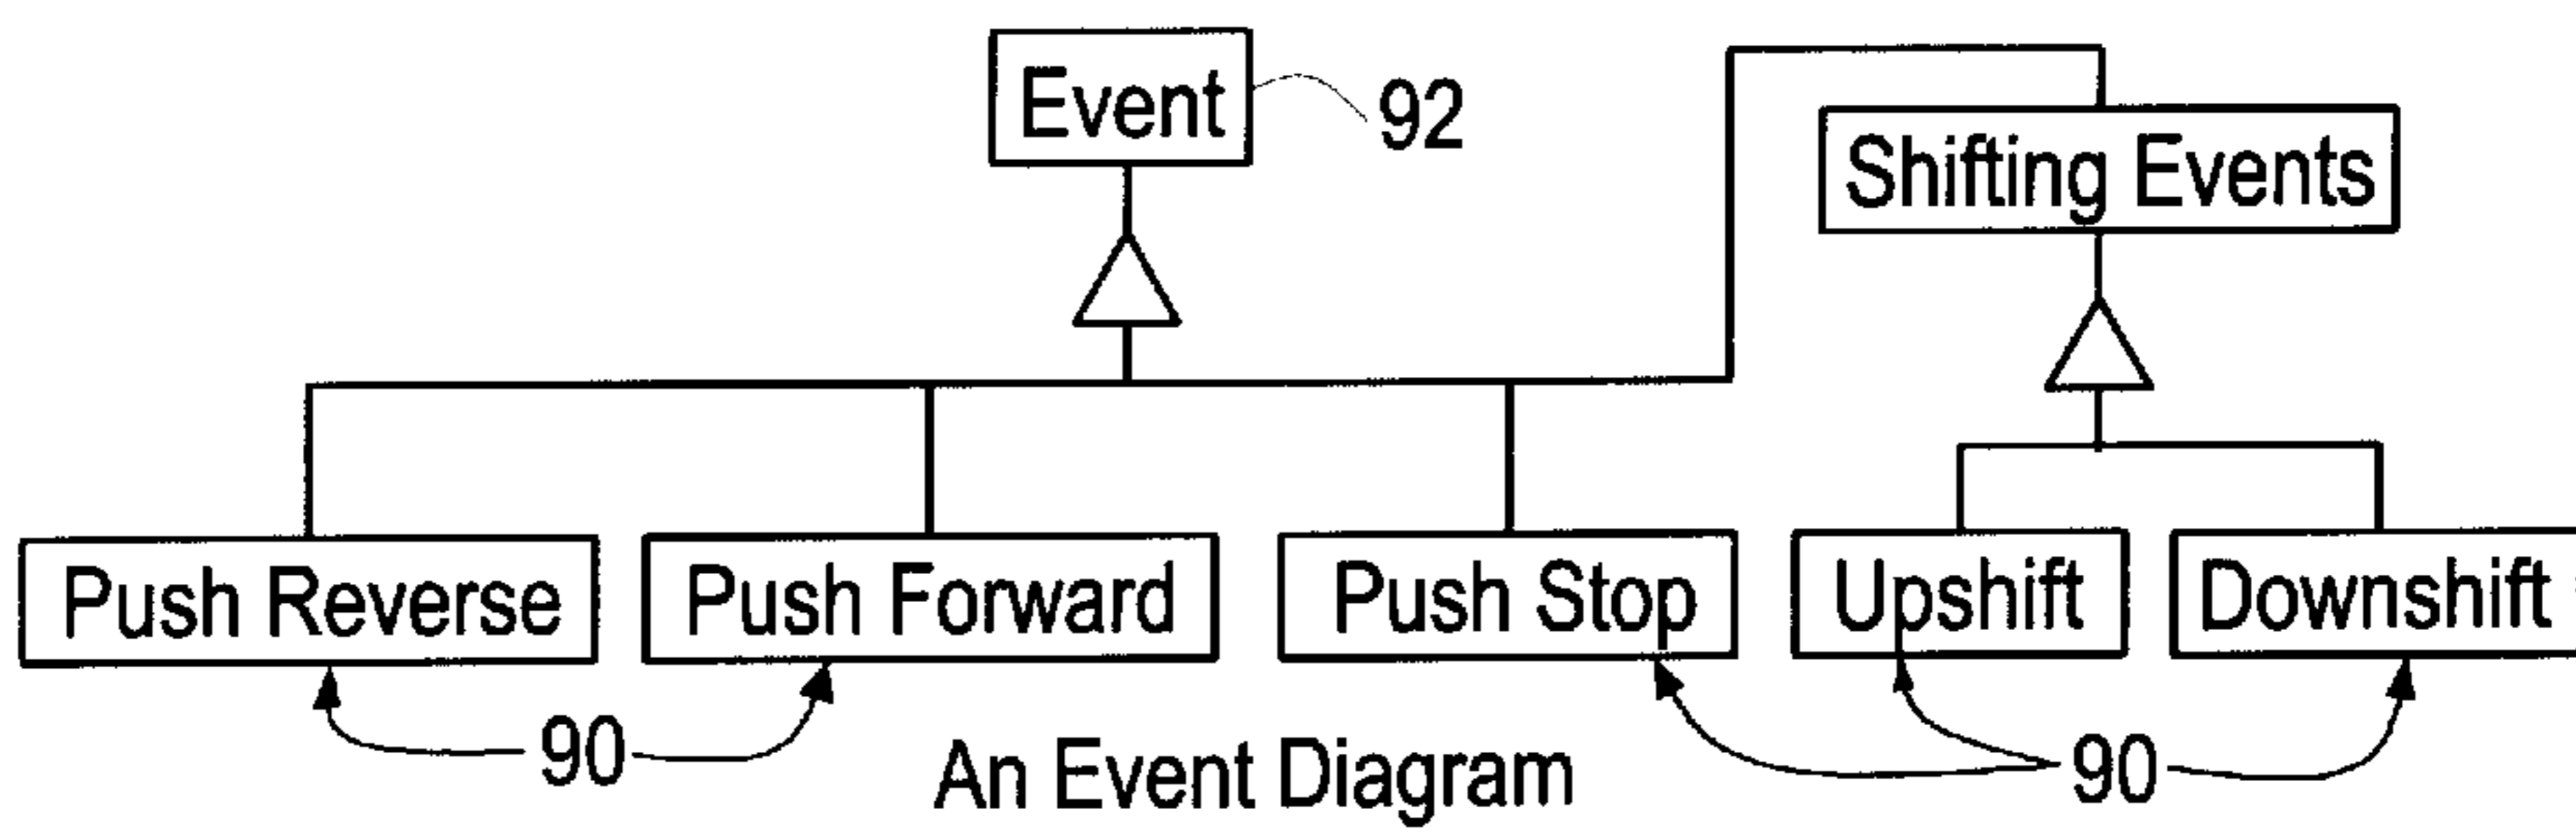 Event
92
Shifting Events
Push Reverse
Push Forward
Push Stop
Upshift
Downshift
90
90
An Event Diagram